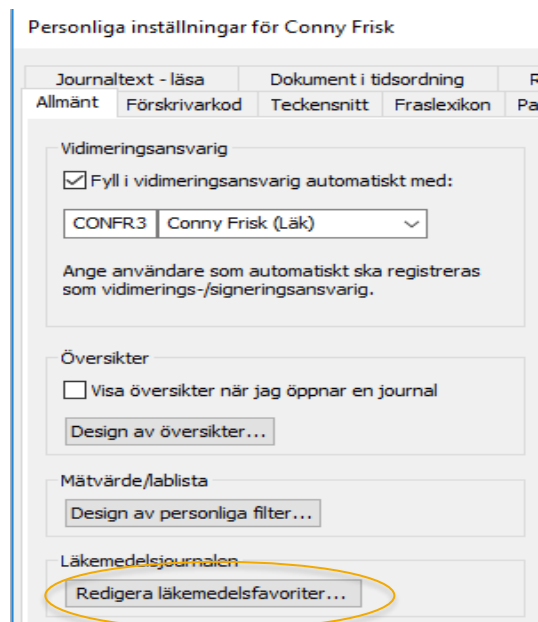 Personliga inställningar för Conny Frisk
Journaltext - läsa Dokument i tidsordning R
Allmänt Förskrivarkod Teckensnitt Fraslexikon Pa
Vidimeringsansvarig
Fyll i vidimeringsansvarig automatiskt med:
CONFR3 Conny Frisk (Läk)
Ange användare som automatiskt ska registreras
som vidimerings-/signeringsansvarig.
Översikter
Visa översikter när jag öppnar en journal
Design av översikter...
Mätvärde/lablista
Design av personliga filter...
Läkemedelsjournalen
Redigera läkemedelsfavoriter...